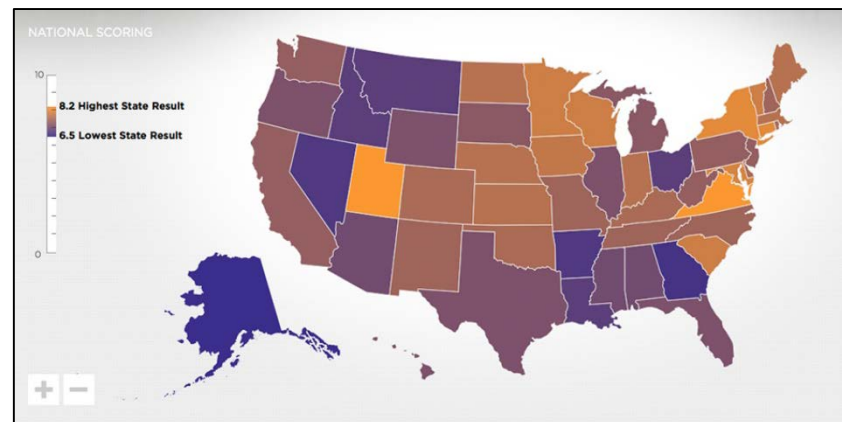 NATIONAL SCORING
10
8.2 Highest State Result
6.5 Lowest State Result
0